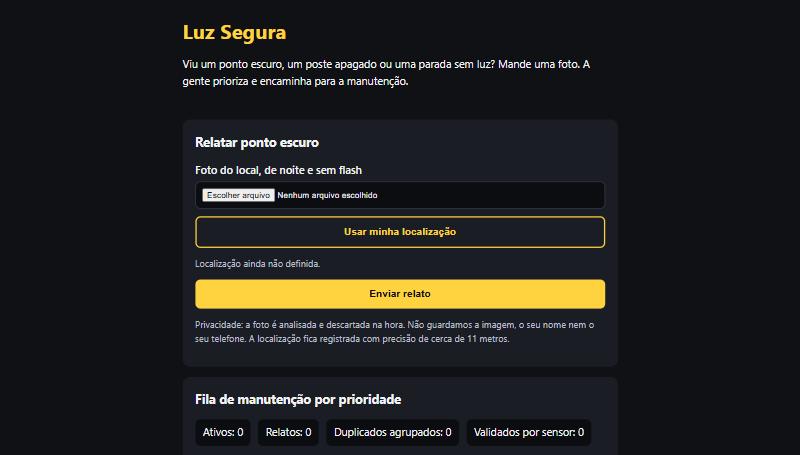 Luz Segura
Viu um ponto escuro, um poste apagado ou uma parada sem luz? Mande uma foto. A
gente prioriza e encaminha para a manutenção.
Relatar ponto escuro
Foto do local, de noite e sem flash
Escolher arquivo Nenhum arquivo escolhido
Usar minha localização
Localização ainda não definida.
Enviar relato
Privacidade: a foto é analisada e descartada na hora. Não guardamos a imagem, o seu nome nem o
seu telefone. A localização fica registrada com precisão de cerca de 11 metros.
Fila de manutenção por prioridade
Ativos: 0 Relatos: 0 Duplicados agrupados: 0 Validados por sensor: 0